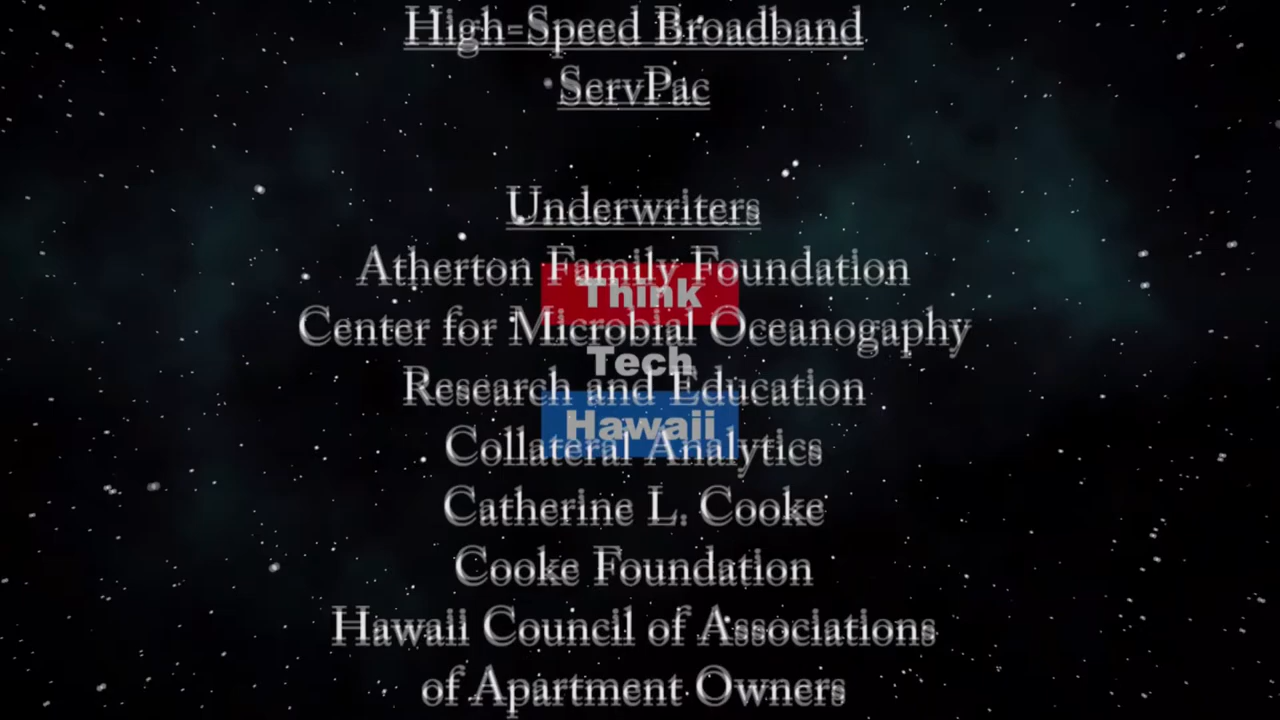 High-Speed Broadband
ServPac
Underwriters
Atherton Family Foundation
Think
Center for Microbial Oceanogaphy
Tech
Research and Education
Hawaii
Collateral Analytics
Catherine L. Cooke
Cooke Foundation
Hawaii Council of Associations
of Apartment Owners